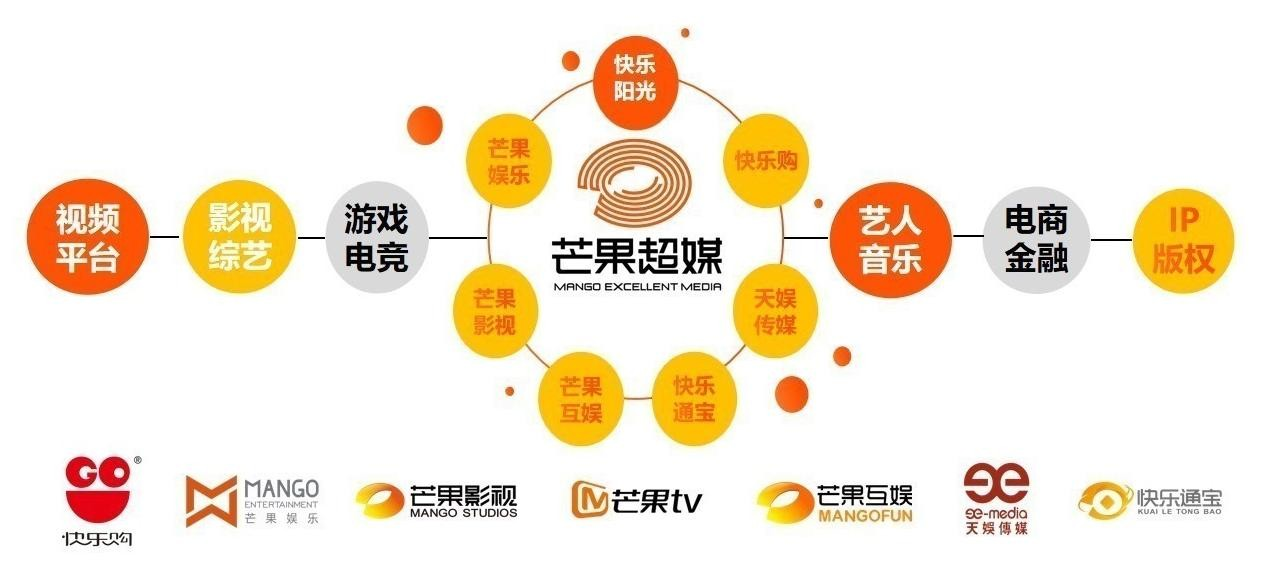 快乐
阳光
芒果
娱乐
快乐购
视频
平台
影视
综艺
游戏
电竞
芒果超媒
MANGO EXCELLENT MEDIA
艺人
音乐
电商
金融
IP
版权
芒果
影视
天娱
传媒
芒果
互娱
快乐
通宝
GO®
快乐购
MANGO
ENTERTAINMENT
芒果娱乐
芒果影视
MANGO STUDIOS
芒果tv
芒果互娱
MANGOFUN
ee-media
天娱傳媒
快乐通宝
KUAI LE TONG BAO